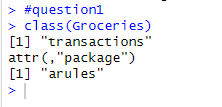 > #question1
> class(Groceries)
[1] "transactions"
attr(,"package")
[1] "arules"
>